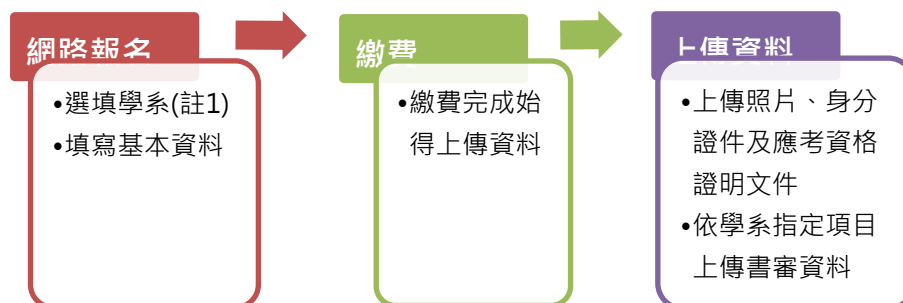 網路報名
•選填學系(註1)
•填寫基本資料
繳費
•繳費完成始
得上傳資料
上傳資料
•上傳照片、身分
證件及應考資格
證明文件
•依學系指定項目
上傳書審資料